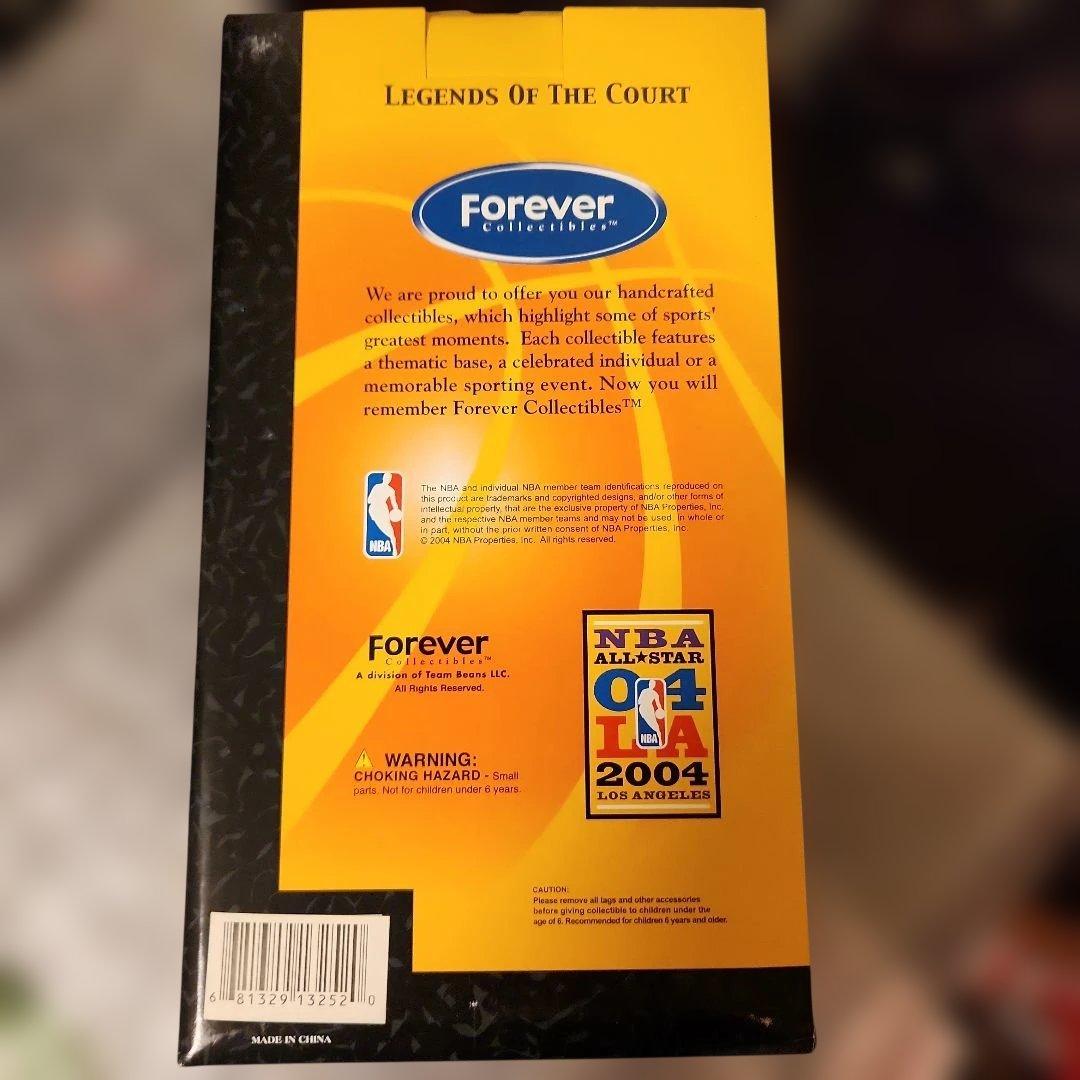 LEGENDS OF THE COURT
Forever
Collectibles™
We are proud to offer you our handcrafted
collectibles, which highlight some of sports'
greatest moments. Each collectible features
a thematic base, a celebrated individual or a
memorable sporting event. Now you will
remember Forever Collectibles™
NBA
The NBA and individual NBA member team identifications reproduced on
this product are trademarks and copyrighted designs, and/or other forms of
intellectual property, that are the exclusive property of NBA Properties, Inc.
and the respective NBA member teams and may not be used, in whole or
in part, without the prior written consent of NBA Properties, Inc.
© 2004 NBA Properties, Inc. All rights reserved.
Forever
Collectibles™
A division of Team Beans LLC.
All Rights Reserved.
NBA
ALL★STAR
04
LA
NBA
2004
LOS ANGELES
WARNING:
CHOKING HAZARD - Small
parts. Not for children under 6 years.
CAUTION:
Please remove all tags and other accessories
before giving collectible to children under the
age of 6. Recommended for children 6 years and older.
6 81329 13252 0
MADE IN CHINA